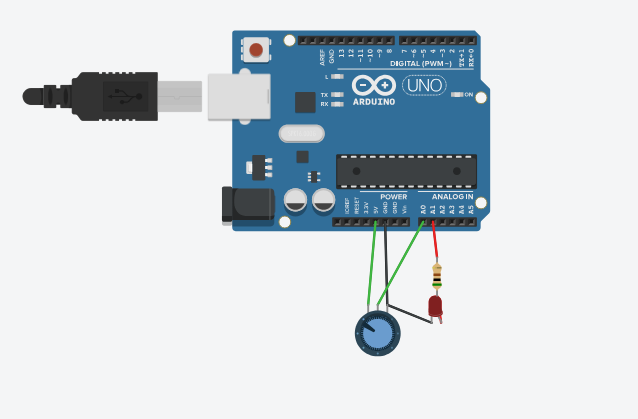 AREF
GND
13
12
~11
~10
~9
8
7
~6
~5
4
~3
2
TX→1
RX←0
DIGITAL (PWM~)
L
TX
RX
ARDUINO
UNO
ON
POWER
ANALOG IN
IOREF
RESET
3.3V
5V
GND
GND
Vin
A0
A1
A2
A3
A4
A5